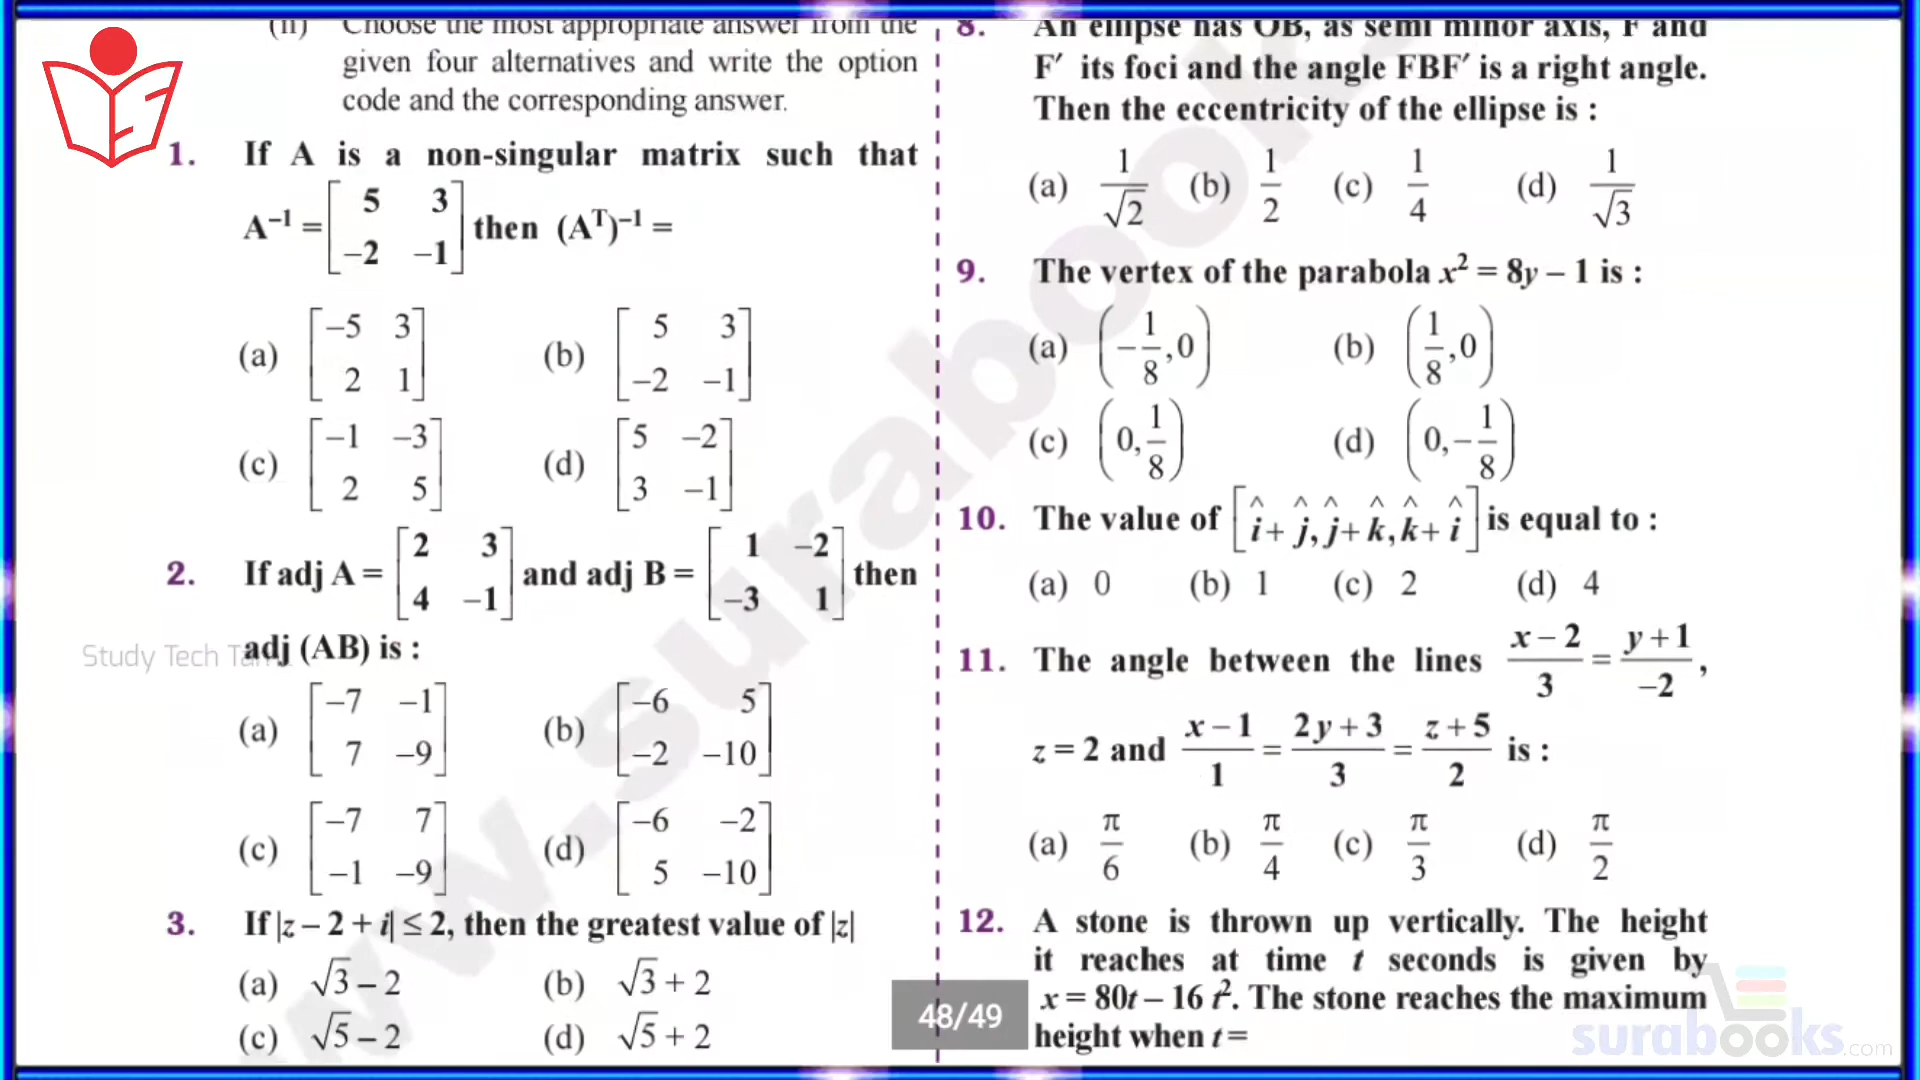 (ii) Choose the most appropriate answer from the
given four alternatives and write the option
code and the corresponding answer.
1. If A is a non-singular matrix such that
A⁻¹ = [5 3; –2 –1] then (Aᵀ)⁻¹ =
(a) [–5 3; 2 1] (b) [5 3; –2 –1]
(c) [–1 –3; 2 5] (d) [5 –2; 3 –1]
2. If adj A = [2 3; 4 –1] and adj B = [1 –2; –3 1] then
adj (AB) is :
(a) [–7 –1; 7 –9] (b) [–6 5; –2 –10]
(c) [–7 7; –1 –9] (d) [–6 –2; 5 –10]
3. If |z – 2 + i| ≤ 2, then the greatest value of |z|
(a) √3 – 2 (b) √3 + 2
(c) √5 – 2 (d) √5 + 2
8. An ellipse has OB, as semi minor axis, F and
F′ its foci and the angle FBF′ is a right angle.
Then the eccentricity of the ellipse is :
(a) 1/√2 (b) 1/2 (c) 1/4 (d) 1/√3
9. The vertex of the parabola x² = 8y – 1 is :
(a) (–1/8, 0) (b) (1/8, 0)
(c) (0, 1/8) (d) (0, –1/8)
10. The value of [î + ĵ, ĵ + k̂, k̂ + î] is equal to :
(a) 0 (b) 1 (c) 2 (d) 4
11. The angle between the lines (x – 2)/3 = (y + 1)/–2 ,
z = 2 and (x – 1)/1 = (2y + 3)/3 = (z + 5)/2 is :
(a) π/6 (b) π/4 (c) π/3 (d) π/2
12. A stone is thrown up vertically. The height
it reaches at time t seconds is given by
x = 80t – 16 t². The stone reaches the maximum
height when t =
Study Tech
48/49
surabooks.com